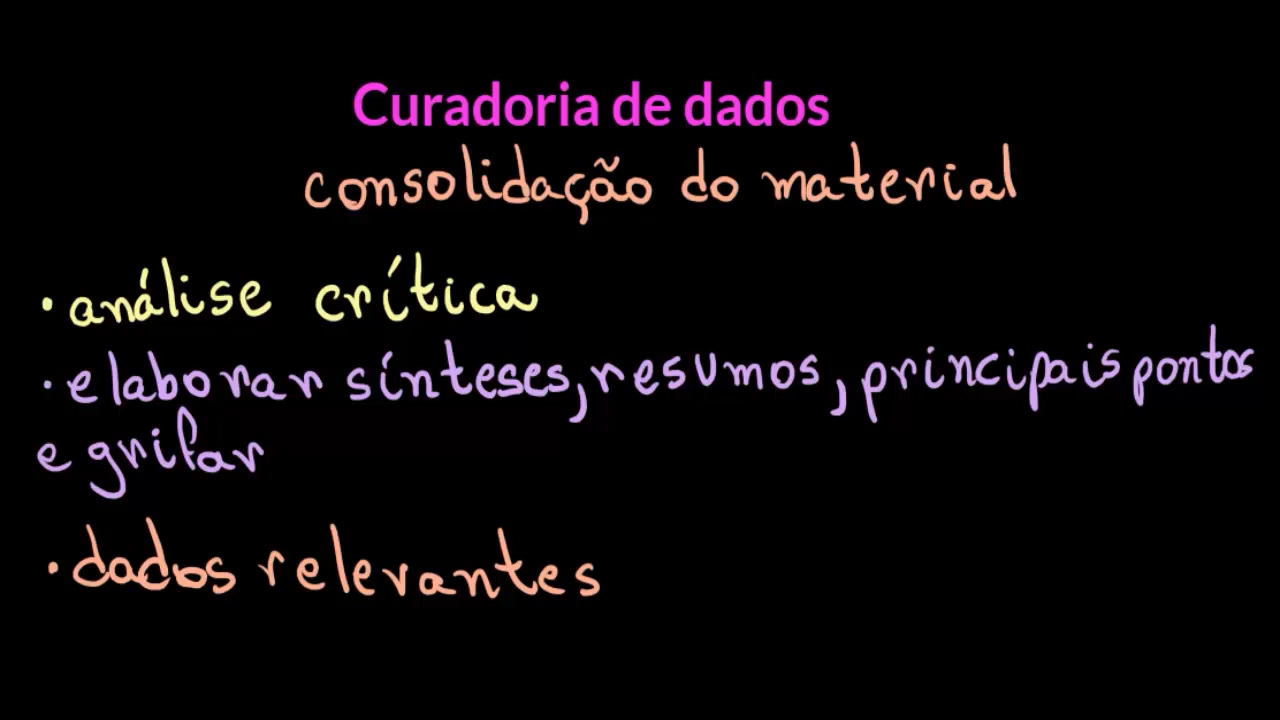 Curadoria de dados
consolidação do material
• análise crítica
• elaborar sínteses, resumos, principais pontos
e grifar
• dados relevantes